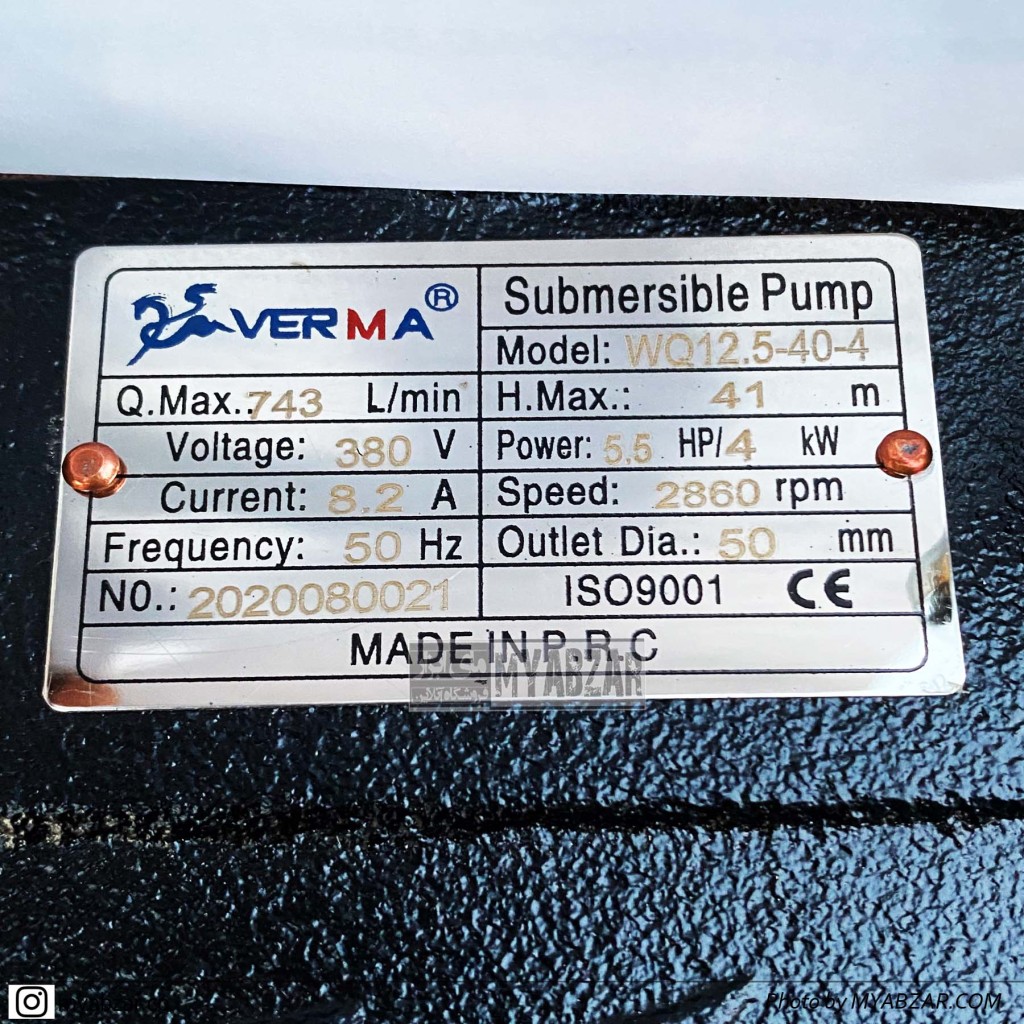 VERMA®
Submersible Pump
Model: WQ12.5-40-4
Q.Max.:743 L/min
H.Max.: 41 m
Voltage: 380 V
Power: 5.5 HP/4 kW
Current: 8.2 A
Speed: 2860 rpm
Frequency: 50 Hz
Outlet Dia.: 50 mm
N0.: 2020080021
ISO9001 CE
MADE IN P.R.C
MYABZAR
Photo by MYABZAR.COM